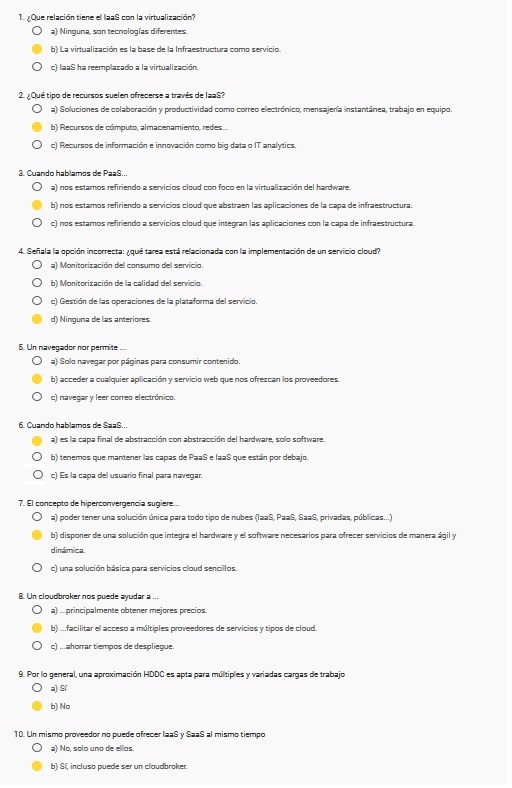 1. ¿Que relación tiene el IaaS con la virtualización?
a) Ninguna, son tecnologías diferentes.
b) La virtualización es la base de la Infraestructura como servicio.
c) IaaS ha reemplazado a la virtualización.
2. ¿Qué tipo de recursos suelen ofrecerse a través de IaaS?
a) Soluciones de colaboración y productividad como correo electrónico, mensajería instantánea, trabajo en equipo.
b) Recursos de cómputo, almacenamiento, redes...
c) Recursos de información e innovación como big data o IT analytics.
3. Cuando hablamos de PaaS...
a) nos estamos refiriendo a servicios cloud con foco en la virtualización del hardware.
b) nos estamos refiriendo a servicios cloud que abstraen las aplicaciones de la capa de infraestructura.
c) nos estamos refiriendo a servicios cloud que integran las aplicaciones con la capa de infraestructura.
4. Señala la opción incorrecta: ¿qué tarea está relacionada con la implementación de un servicio cloud?
a) Monitorización del consumo del servicio.
b) Monitorización de la calidad del servicio.
c) Gestión de las operaciones de la plataforma del servicio.
d) Ninguna de las anteriores.
5. Un navegador nor permite ...
a) Solo navegar por páginas para consumir contenido.
b) acceder a cualquier aplicación y servicio web que nos ofrezcan los proveedores.
c) navegar y leer correo electrónico.
6. Cuando hablamos de SaaS...
a) es la capa final de abstracción con abstracción del hardware, solo software.
b) tenemos que mantener las capas de PaaS e IaaS que están por debajo.
c) Es la capa del usuario final para navegar.
7. El concepto de hiperconvergencia sugiere...
a) poder tener una solución única para todo tipo de nubes (IaaS, PaaS, SaaS, privadas, públicas...)
b) disponer de una solución que integra el hardware y el software necesarios para ofrecer servicios de manera ágil y
dinámica.
c) una solución básica para servicios cloud sencillos.
8. Un cloudbroker nos puede ayudar a ...
a) ...principalmente obtener mejores precios.
b) ...facilitar el acceso a múltiples proveedores de servicios y tipos de cloud.
c) ...ahorrar tiempos de despliegue.
9. Por lo general, una aproximación HDDC es apta para múltiples y variadas cargas de trabajo
a) Sí
b) No
10. Un mismo proveedor no puede ofrecer IaaS y SaaS al mismo tiempo
a) No, solo uno de ellos.
b) Sí, incluso puede ser un cloudbroker.